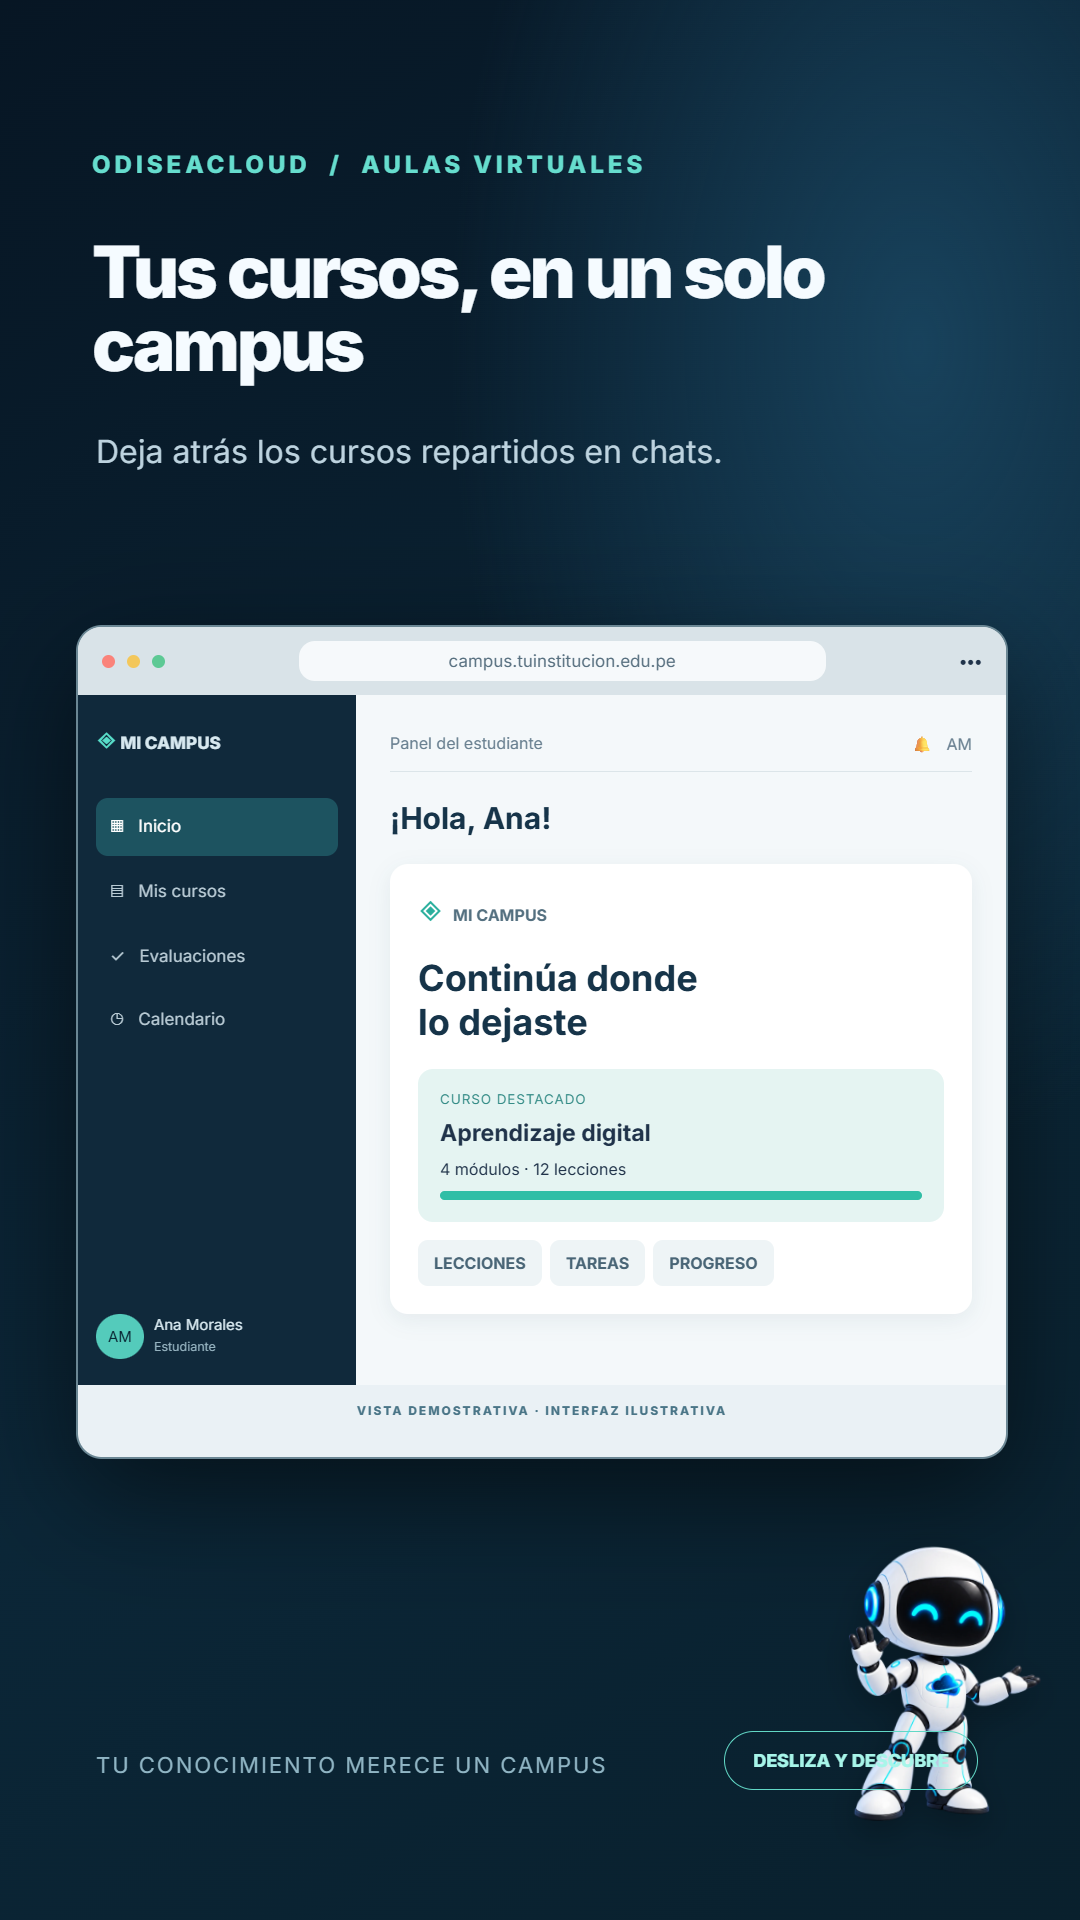 ODISEACLOUD / AULAS VIRTUALES
Tus cursos, en un solo
campus
Deja atrás los cursos repartidos en chats.
campus.tuinstitucion.edu.pe
MI CAMPUS
Inicio
Mis cursos
Evaluaciones
Calendario
AM
Ana Morales
Estudiante
Panel del estudiante
AM
¡Hola, Ana!
MI CAMPUS
Continúa donde
lo dejaste
CURSO DESTACADO
Aprendizaje digital
4 módulos · 12 lecciones
LECCIONES
TAREAS
PROGRESO
VISTA DEMOSTRATIVA · INTERFAZ ILUSTRATIVA
TU CONOCIMIENTO MERECE UN CAMPUS
DESLIZA Y DESCUBRE